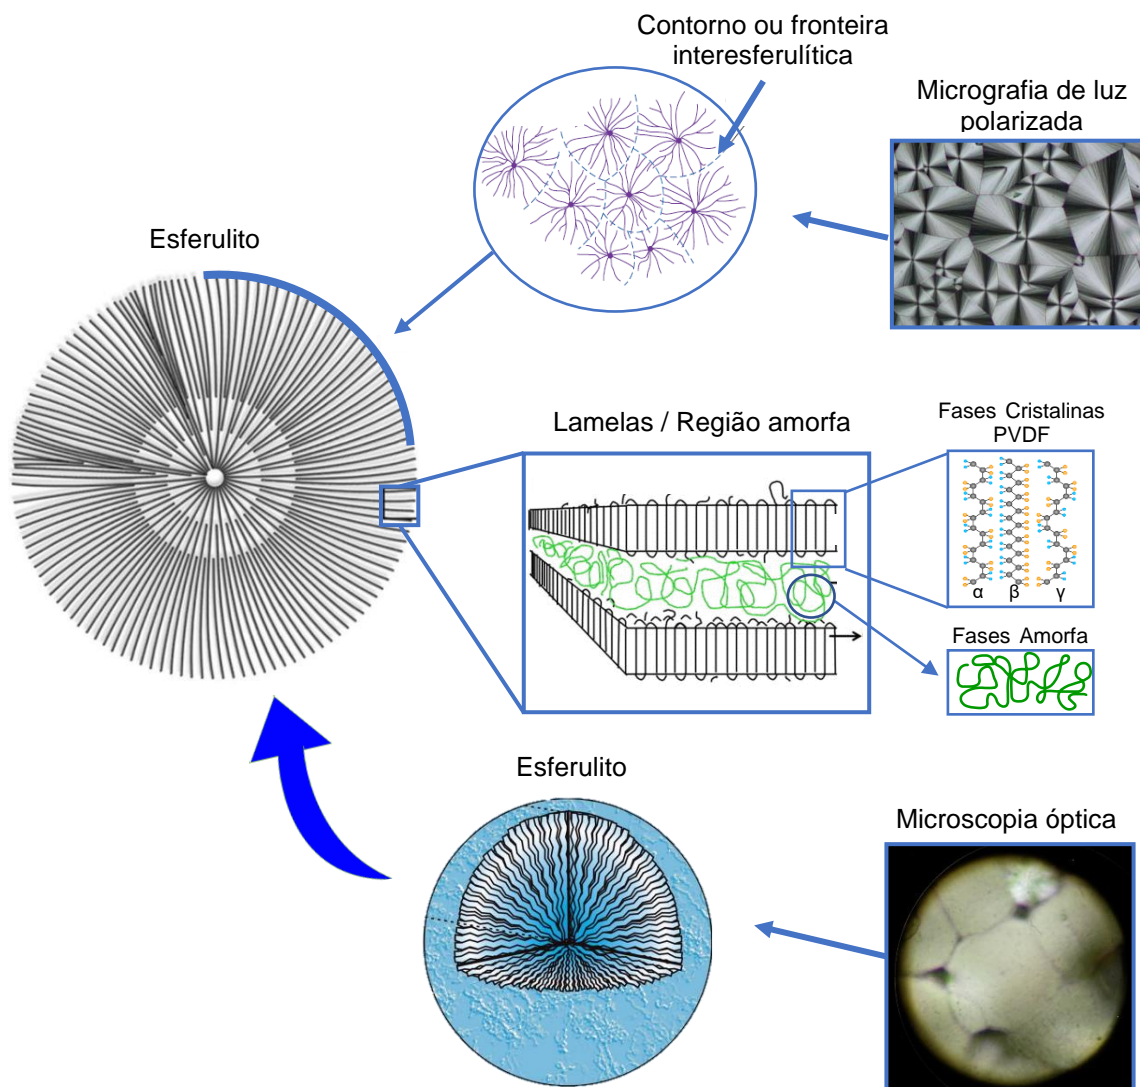 Contorno ou fronteira
interesferulítica
Micrografia de luz
polarizada
Esferulito
Lamelas / Região amorfa
Fases Cristalinas
PVDF
α β γ
Fases Amorfa
Esferulito
Microscopia óptica